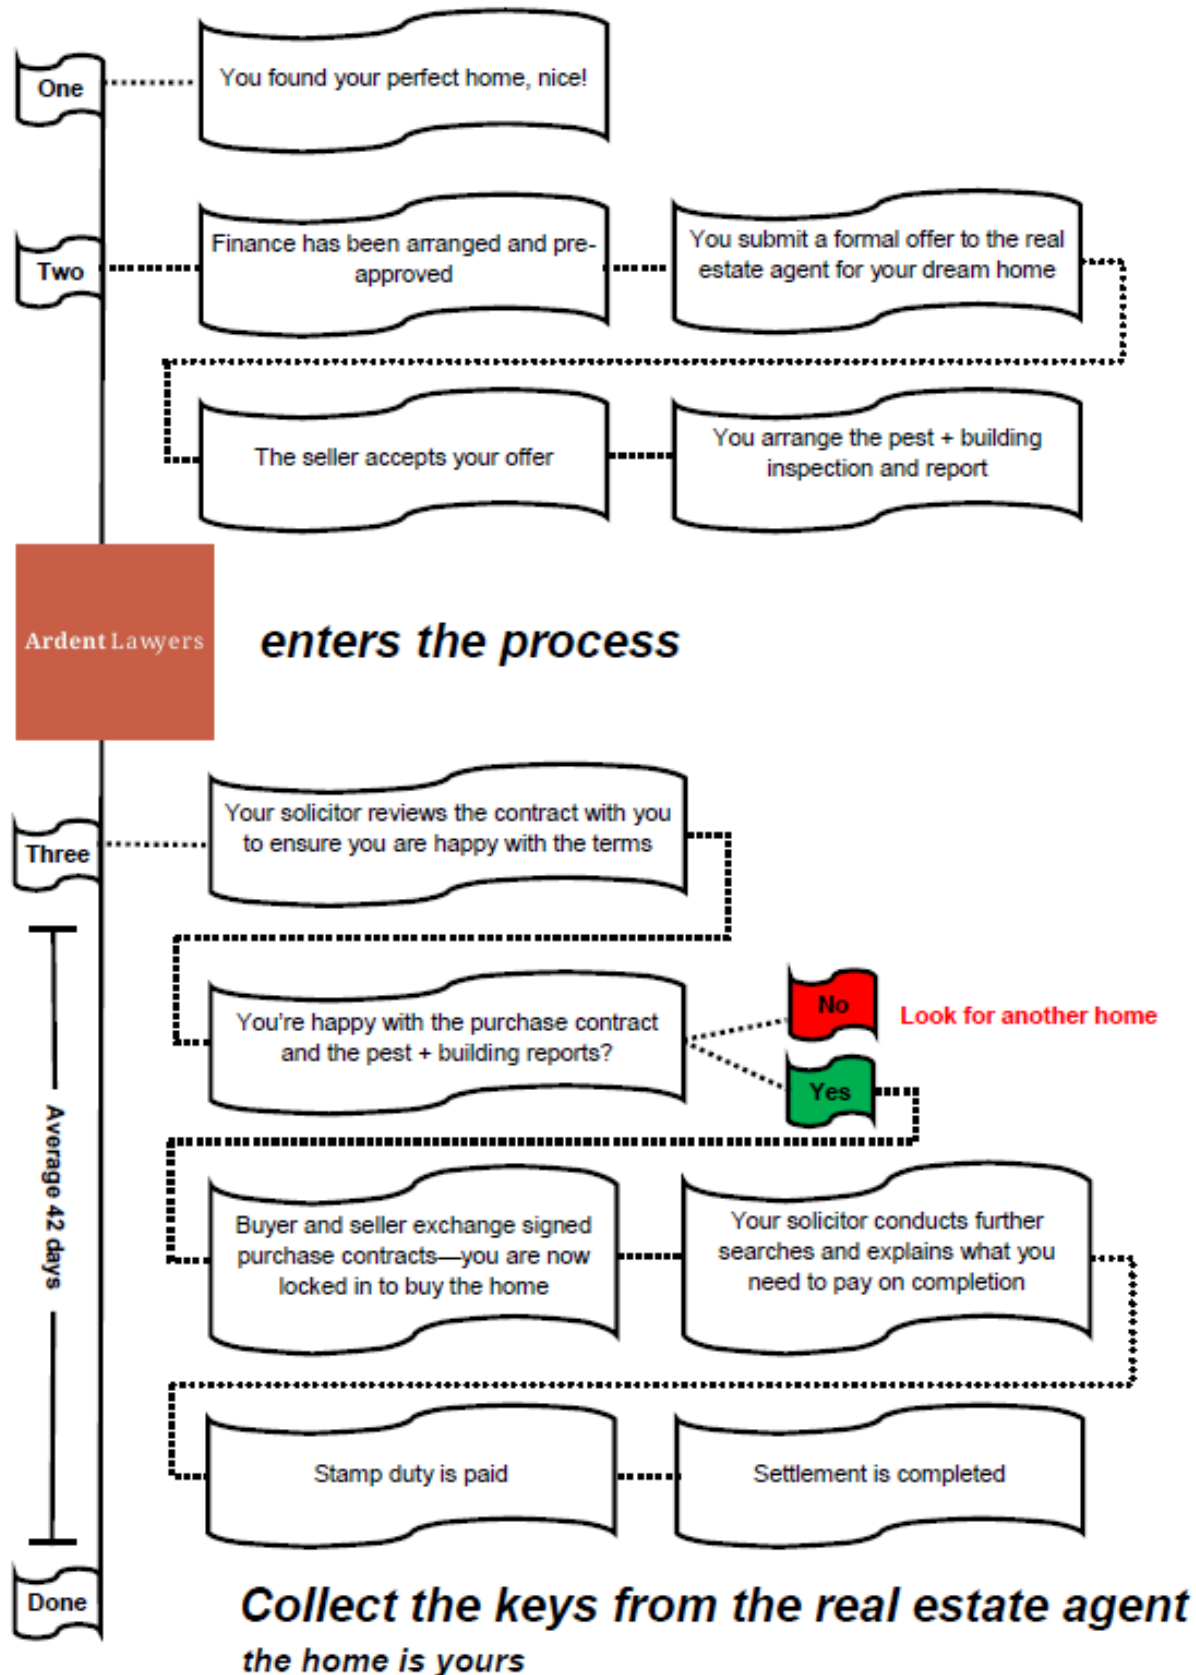 One
You found your perfect home, nice!
Two
Finance has been arranged and pre-
approved
You submit a formal offer to the real
estate agent for your dream home
The seller accepts your offer
You arrange the pest + building
inspection and report
Ardent Lawyers
enters the process
Three
Your solicitor reviews the contract with you
to ensure you are happy with the terms
You're happy with the purchase contract
and the pest + building reports?
No
Look for another home
Yes
Average 42 days
Buyer and seller exchange signed
purchase contracts—you are now
locked in to buy the home
Your solicitor conducts further
searches and explains what you
need to pay on completion
Stamp duty is paid
Settlement is completed
Done
Collect the keys from the real estate agent
the home is yours